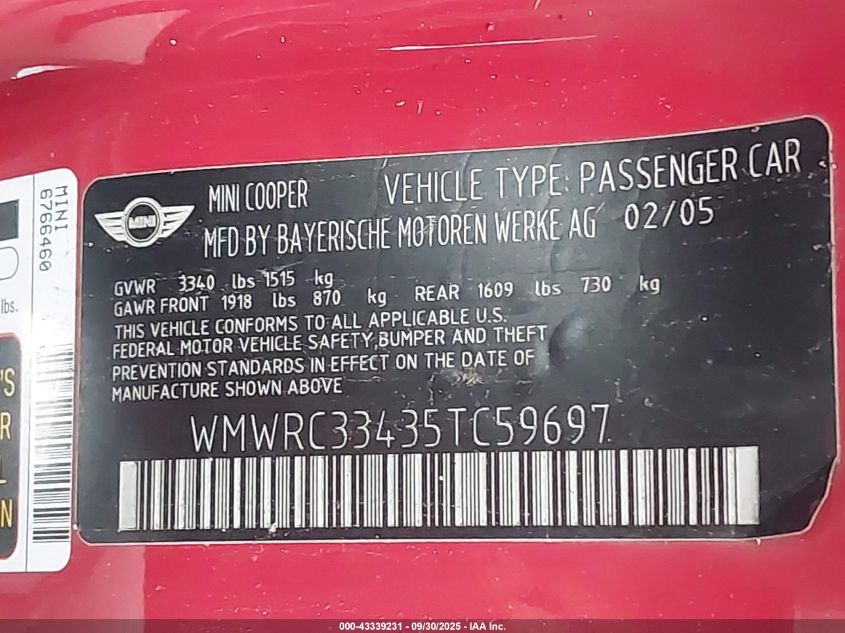 MINI COOPER VEHICLE TYPE: PASSENGER CAR
MINI
MFD BY BAYERISCHE MOTOREN WERKE AG 02/05
GVWR 3340 lbs 1515 kg
GAWR FRONT 1918 lbs 870 kg REAR 1609 lbs 730 kg
THIS VEHICLE CONFORMS TO ALL APPLICABLE U.S.
FEDERAL MOTOR VEHICLE SAFETY, BUMPER AND THEFT
PREVENTION STANDARDS IN EFFECT ON THE DATE OF
MANUFACTURE SHOWN ABOVE
WMWRC33435TC59697
MINI
6766460
lbs.
'S
R
L
N
000-43339231 - 09/30/2025 - IAA Inc.